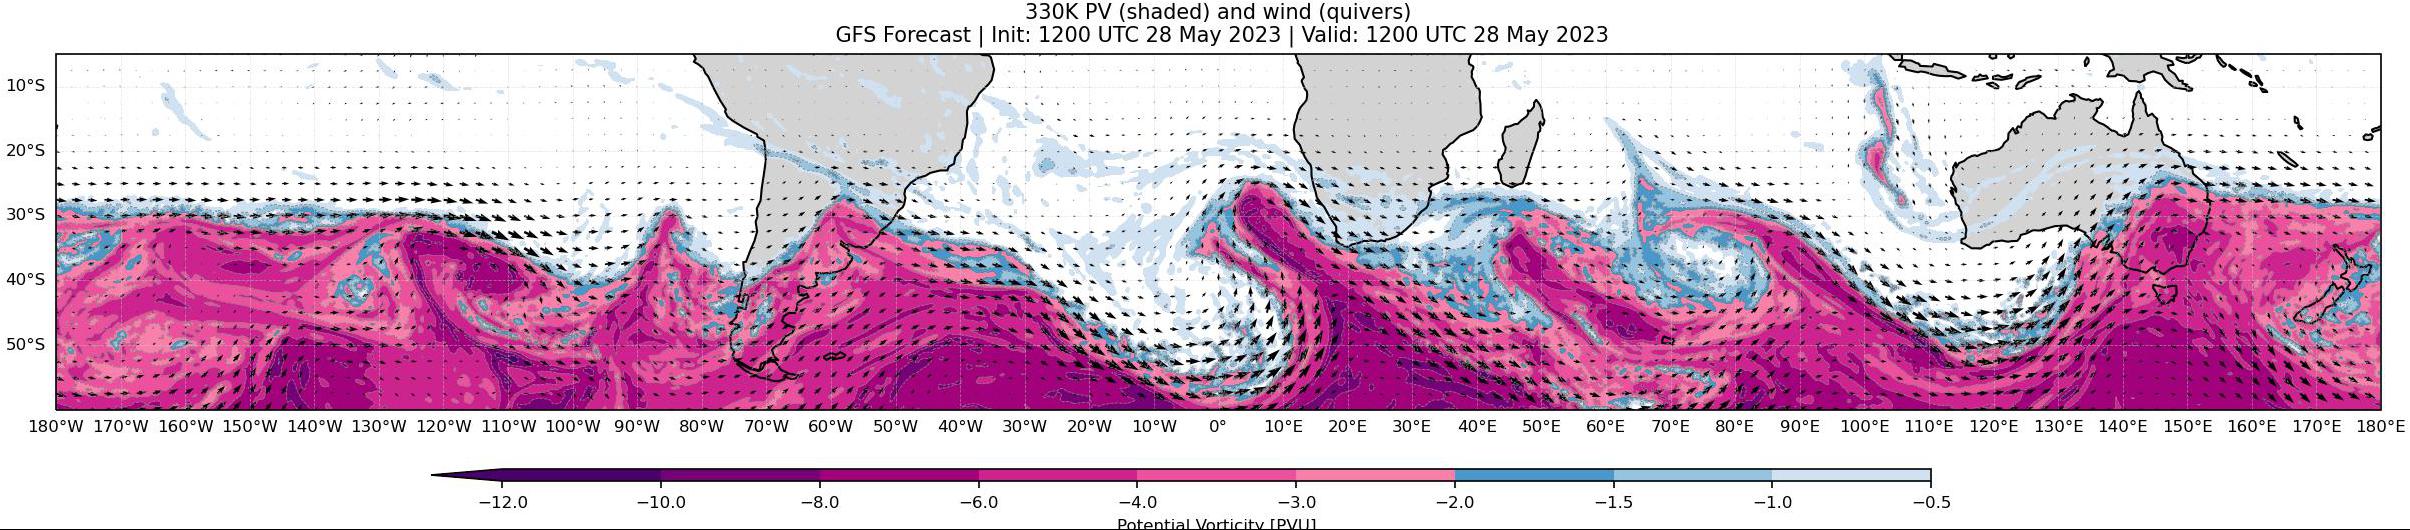 330K PV (shaded) and wind (quivers)
GFS Forecast | Init: 1200 UTC 28 May 2023 | Valid: 1200 UTC 28 May 2023
10°S
20°S
30°S
40°S
50°S
180°W 170°W 160°W 150°W 140°W 130°W 120°W 110°W 100°W 90°W 80°W 70°W 60°W 50°W 40°W 30°W 20°W 10°W 0° 10°E 20°E 30°E 40°E 50°E 60°E 70°E 80°E 90°E 100°E 110°E 120°E 130°E 140°E 150°E 160°E 170°E 180°E
−12.0 −10.0 −8.0 −6.0 −4.0 −3.0 −2.0 −1.5 −1.0 −0.5
Potential Vorticity [PVU]